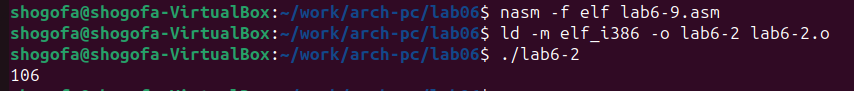 shogofa@shogofa-VirtualBox:~/work/arch-pc/lab06$ nasm -f elf lab6-9.asm
shogofa@shogofa-VirtualBox:~/work/arch-pc/lab06$ ld -m elf_i386 -o lab6-2 lab6-2.o
shogofa@shogofa-VirtualBox:~/work/arch-pc/lab06$ ./lab6-2
106